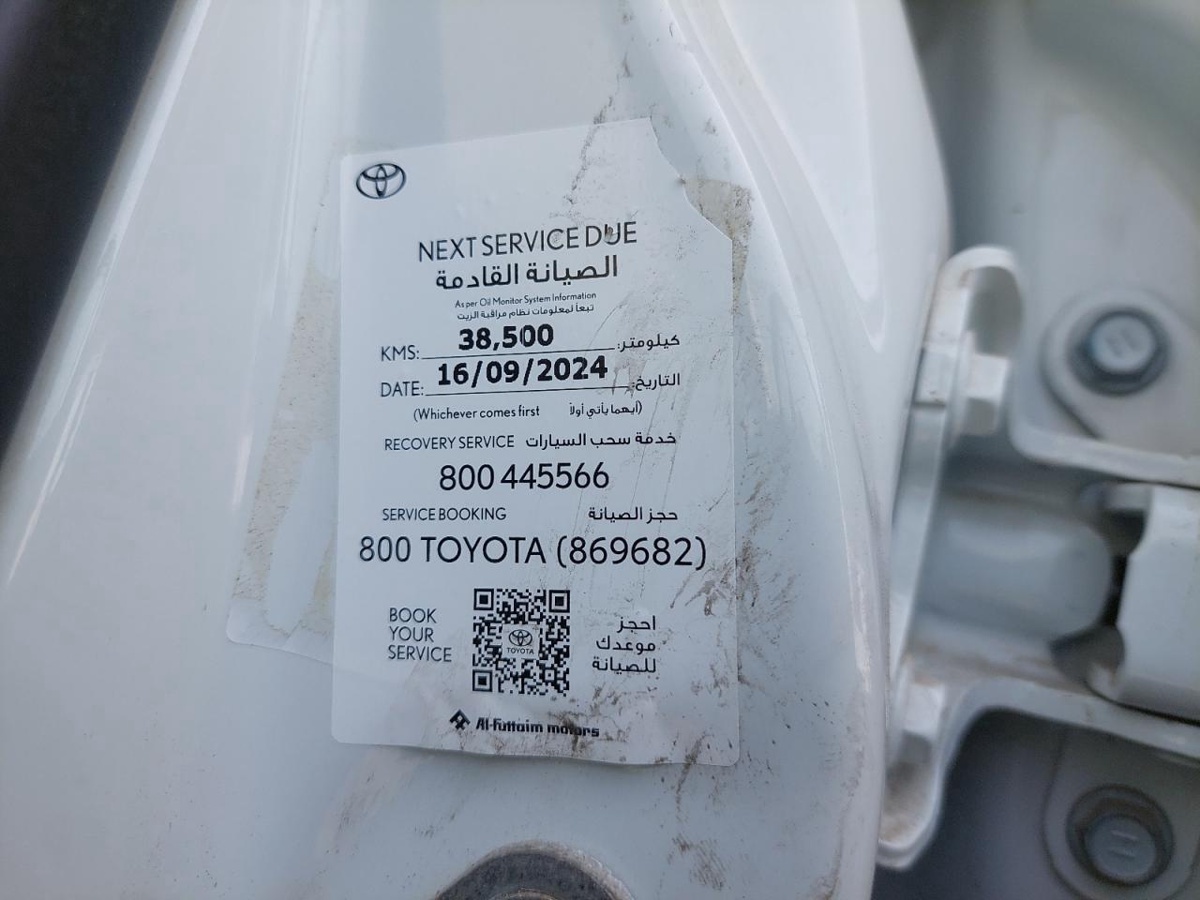 NEXT SERVICE DUE
الصيانة القادمة
As per Oil Monitor System Information
تبعاً لمعلومات نظام مراقبة الزيت
KMS: 38,500 كيلومتر:
DATE: 16/09/2024 التاريخ:
(Whichever comes first أيهما يأتي أولاً)
RECOVERY SERVICE خدمة سحب السيارات
800 445566
SERVICE BOOKING حجز الصيانة
800 TOYOTA (869682)
BOOK
YOUR
SERVICE
TOYOTA
احجز
موعدك
للصيانة
Al-Futtaim motors